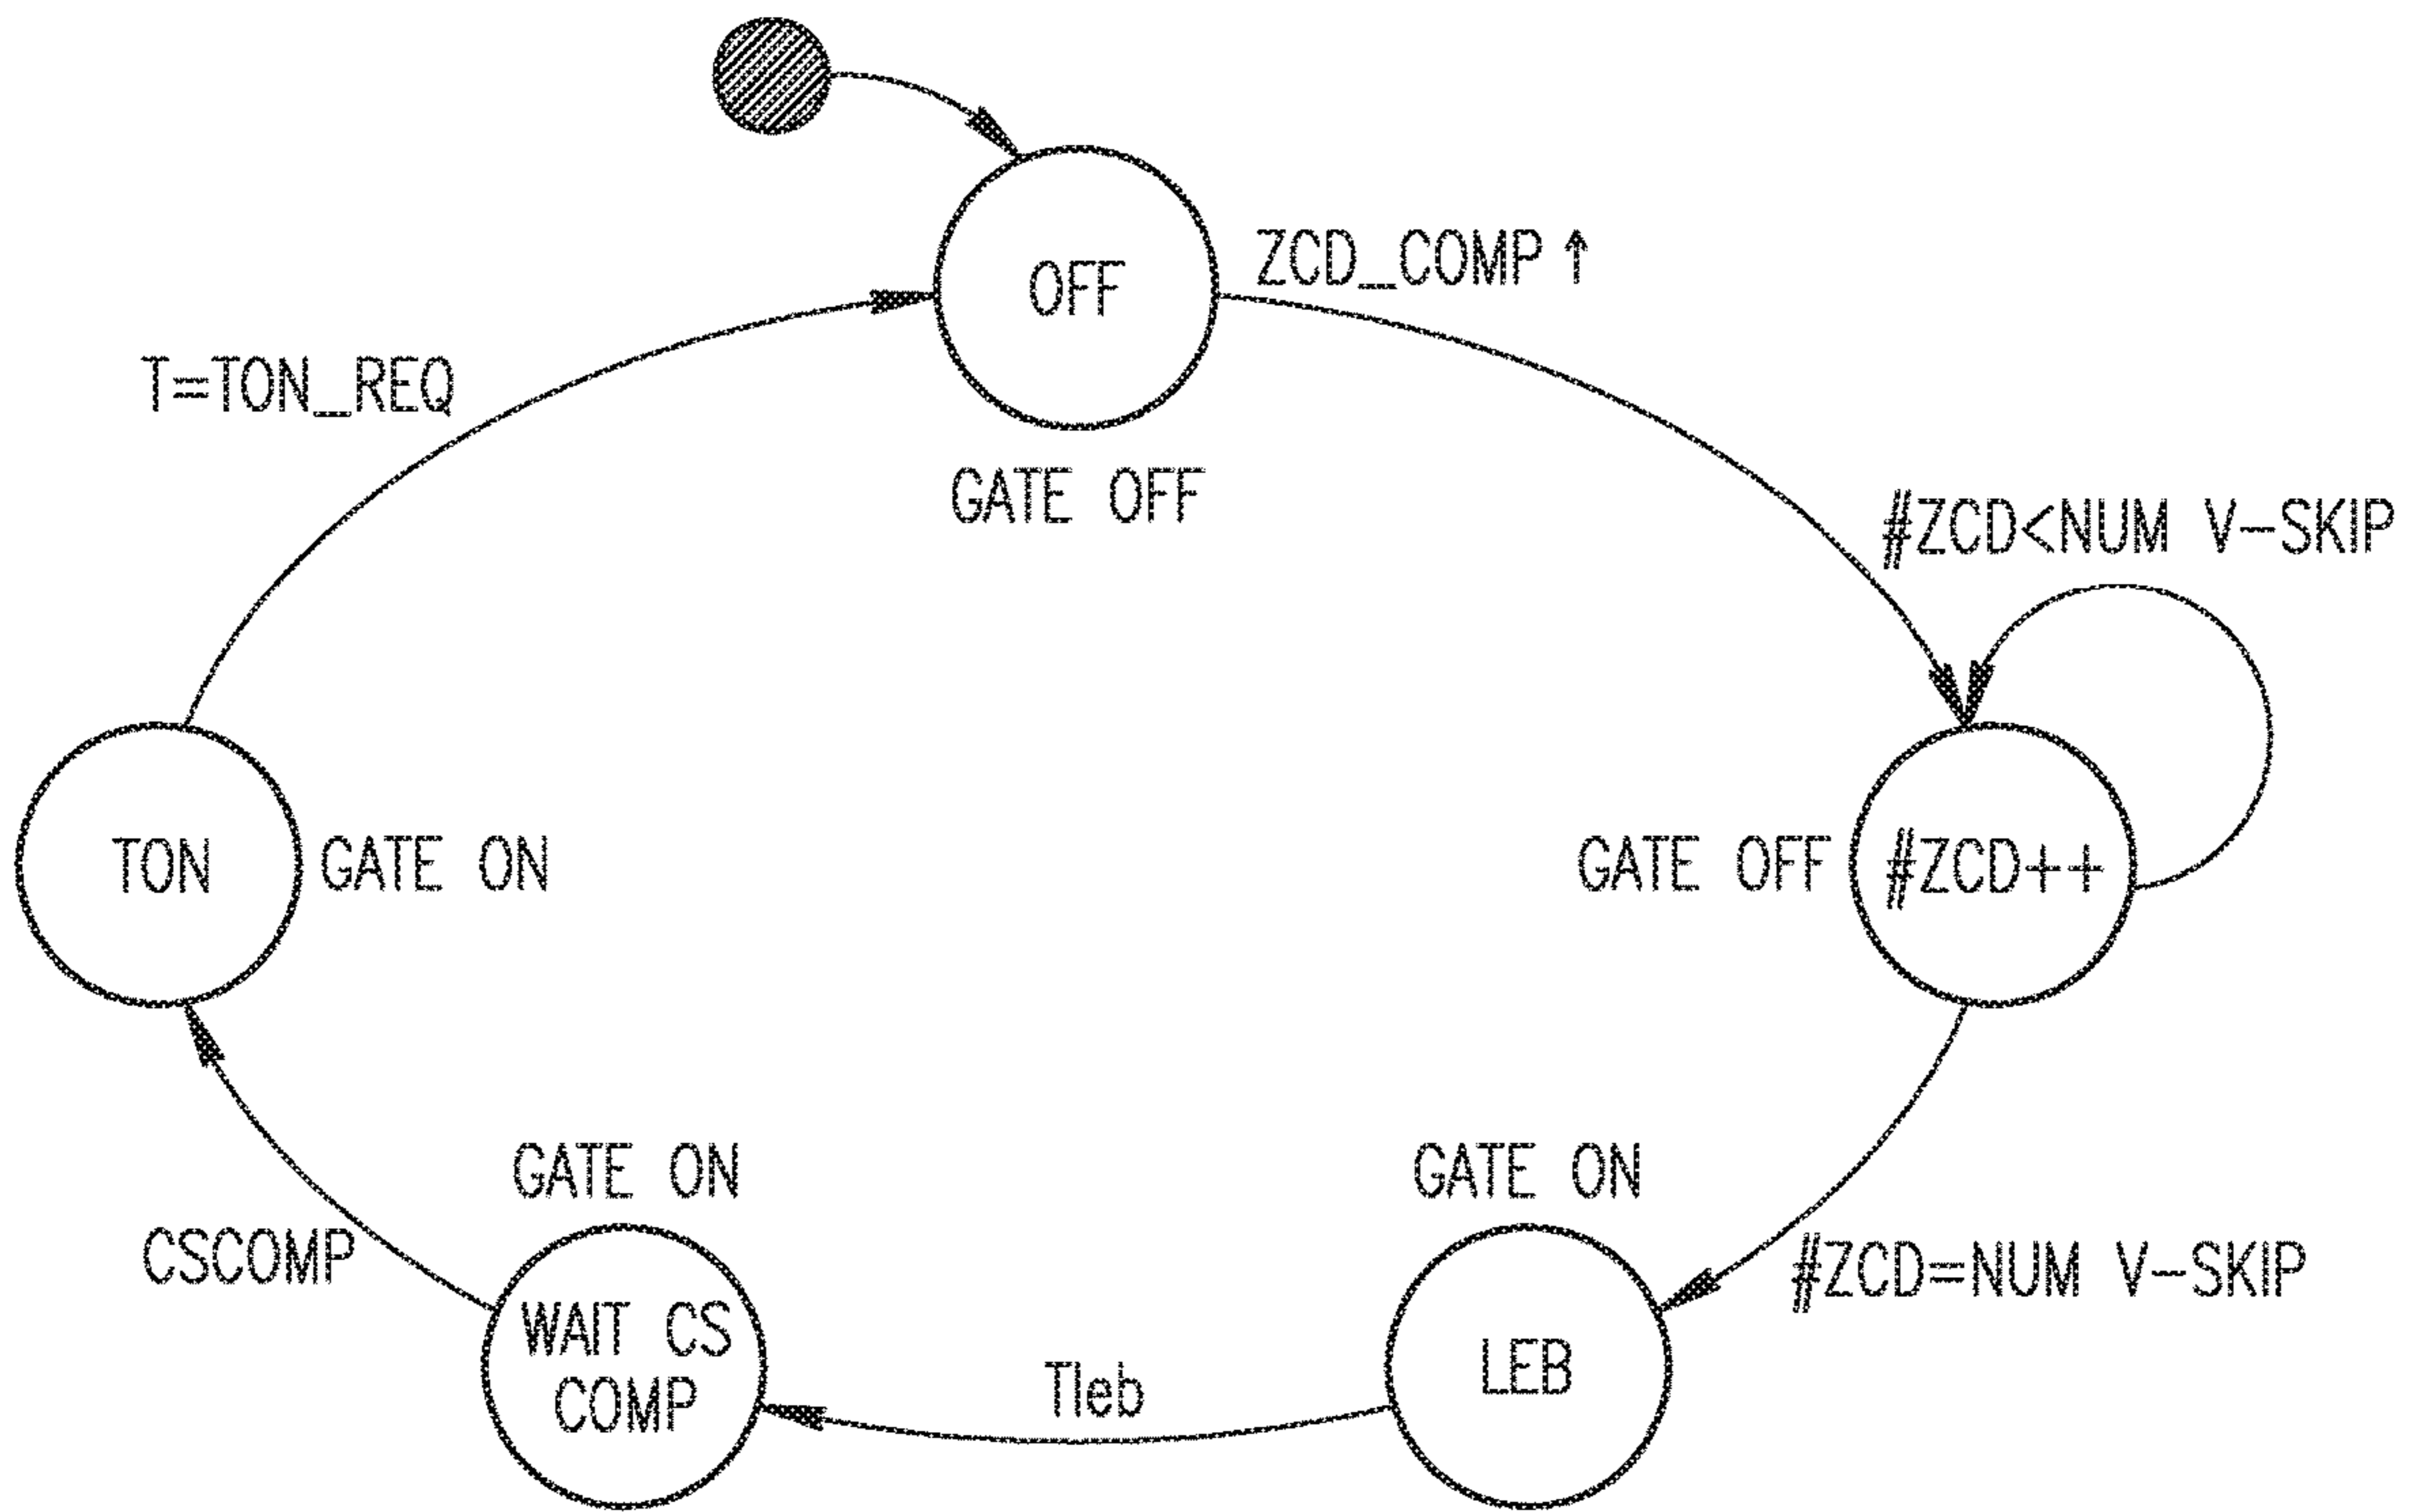 ZCD_COMP ↑
OFF
T=TON_REQ
GATE OFF
#ZCD<NUM V-SKIP
TON
GATE ON
GATE OFF
#ZCD++
GATE ON
GATE ON
CSCOMP
#ZCD=NUM V-SKIP
WAIT CS
COMP
Tleb
LEB